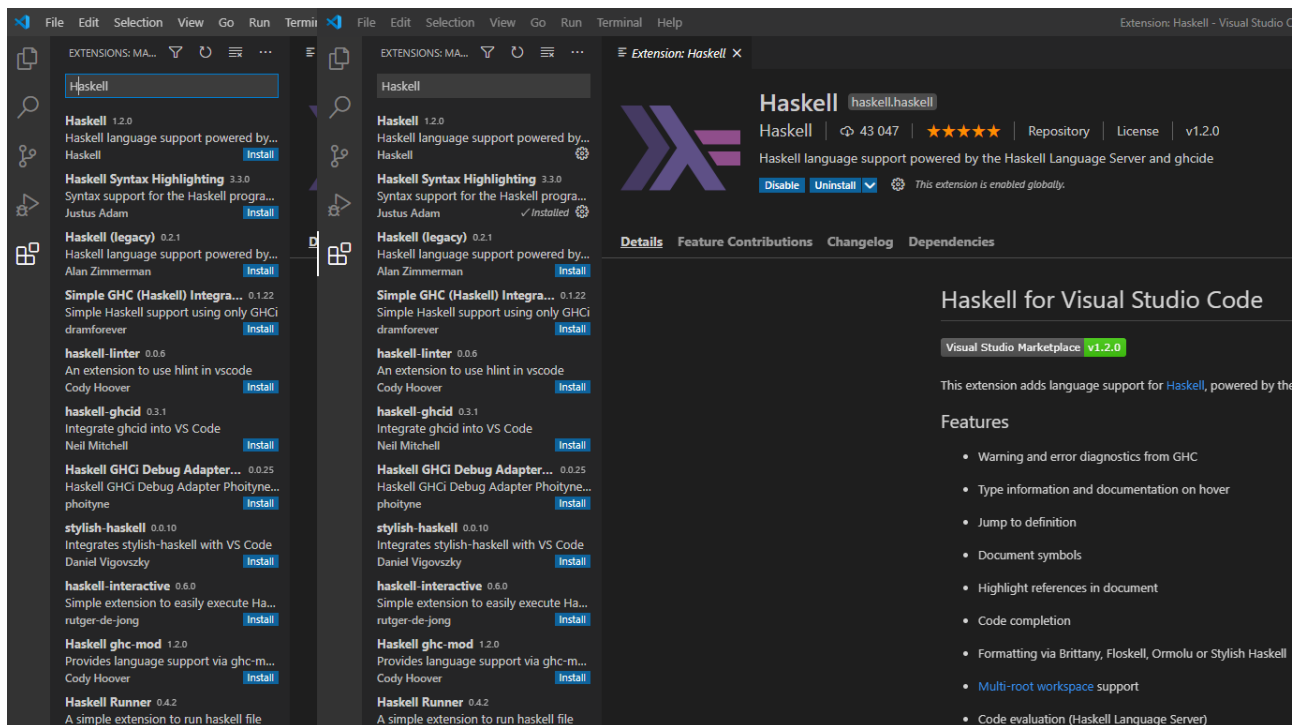 File Edit Selection View Go Run Termi
EXTENSIONS: MA...
Haskell
Haskell 1.2.0
Haskell language support powered by...
Haskell Install
Haskell Syntax Highlighting 3.3.0
Syntax support for the Haskell progra...
Justus Adam Install
Haskell (legacy) 0.2.1
Haskell language support powered by...
Alan Zimmerman Install
Simple GHC (Haskell) Integra... 0.1.22
Simple Haskell support using only GHCi
dramforever Install
haskell-linter 0.0.6
An extension to use hlint in vscode
Cody Hoover Install
haskell-ghcid 0.3.1
Integrate ghcid into VS Code
Neil Mitchell Install
Haskell GHCi Debug Adapter... 0.0.25
Haskell GHCi Debug Adapter Phoityne...
phoityne Install
stylish-haskell 0.0.10
Integrates stylish-haskell with VS Code
Daniel Vigovszky Install
haskell-interactive 0.6.0
Simple extension to easily execute Ha...
rutger-de-jong Install
Haskell ghc-mod 1.2.0
Provides language support via ghc-m...
Cody Hoover Install
Haskell Runner 0.4.2
A simple extension to run haskell file
D
File Edit Selection View Go Run Terminal Help
Extension: Haskell - Visual Studio C
EXTENSIONS: MA...
Haskell
Haskell 1.2.0
Haskell language support powered by...
Haskell
Haskell Syntax Highlighting 3.3.0
Syntax support for the Haskell progra...
Justus Adam ✓ Installed
Haskell (legacy) 0.2.1
Haskell language support powered by...
Alan Zimmerman Install
Simple GHC (Haskell) Integra... 0.1.22
Simple Haskell support using only GHCi
dramforever Install
haskell-linter 0.0.6
An extension to use hlint in vscode
Cody Hoover Install
haskell-ghcid 0.3.1
Integrate ghcid into VS Code
Neil Mitchell Install
Haskell GHCi Debug Adapter... 0.0.25
Haskell GHCi Debug Adapter Phoityne...
phoityne Install
stylish-haskell 0.0.10
Integrates stylish-haskell with VS Code
Daniel Vigovszky Install
haskell-interactive 0.6.0
Simple extension to easily execute Ha...
rutger-de-jong Install
Haskell ghc-mod 1.2.0
Provides language support via ghc-m...
Cody Hoover Install
Haskell Runner 0.4.2
A simple extension to run haskell file
Extension: Haskell
Haskell haskell.haskell
Haskell 43 047 ★★★★★ Repository License v1.2.0
Haskell language support powered by the Haskell Language Server and ghcide
Disable Uninstall This extension is enabled globally.
Details Feature Contributions Changelog Dependencies
Haskell for Visual Studio Code
Visual Studio Marketplace v1.2.0
This extension adds language support for Haskell, powered by the
Features
• Warning and error diagnostics from GHC
• Type information and documentation on hover
• Jump to definition
• Document symbols
• Highlight references in document
• Code completion
• Formatting via Brittany, Floskell, Ormolu or Stylish Haskell
• Multi-root workspace support
• Code evaluation (Haskell Language Server)